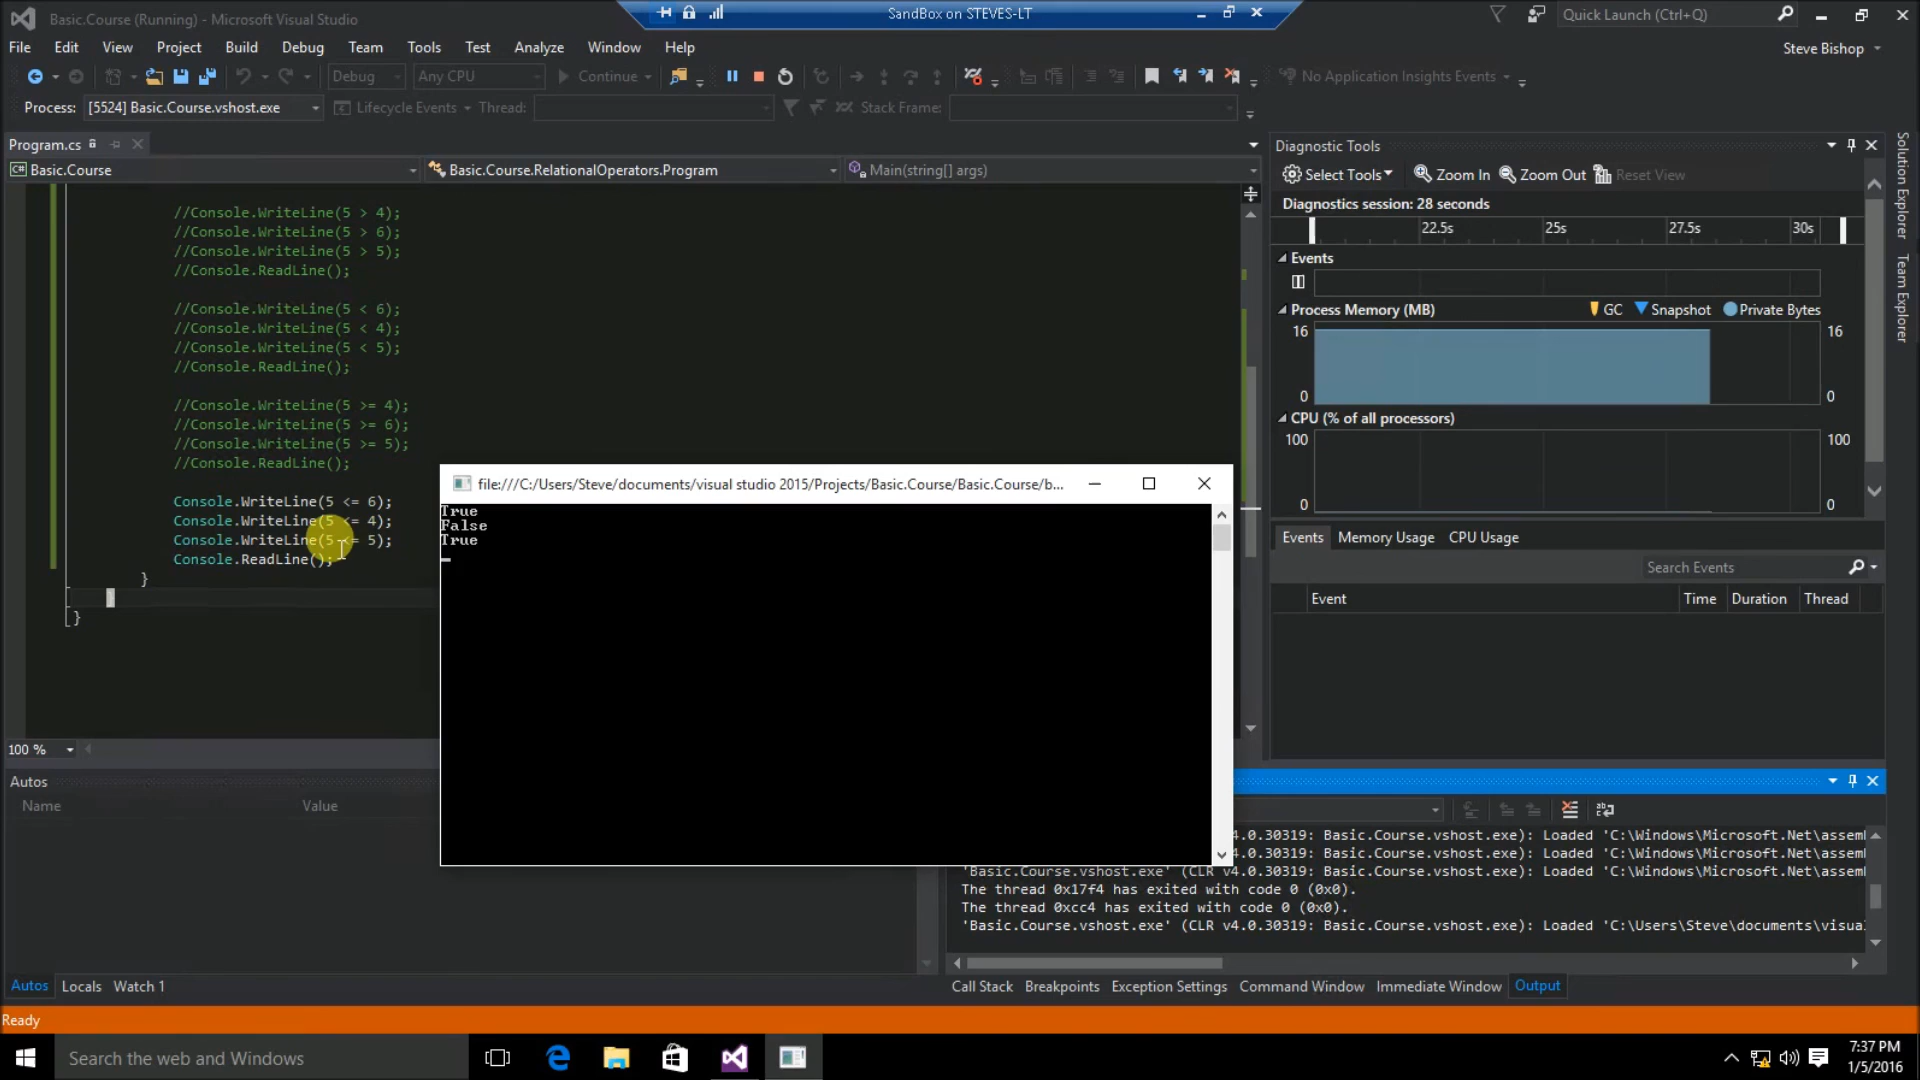 Basic.Course (Running) - Microsoft Visual Studio
SandBox on STEVES-LT
Quick Launch (Ctrl+Q)
File Edit View Project Build Debug Team Tools Test Analyze Window Help
Steve Bishop
Debug Any CPU Continue
No Application Insights Events
Process: [5524] Basic.Course.vshost.exe Lifecycle Events Thread: Stack Frame:
Program.cs
C# Basic.Course
Basic.Course.RelationalOperators.Program
Main(string[] args)
//Console.WriteLine(5 > 4);
//Console.WriteLine(5 > 6);
//Console.WriteLine(5 > 5);
//Console.ReadLine();
//Console.WriteLine(5 < 6);
//Console.WriteLine(5 < 4);
//Console.WriteLine(5 < 5);
//Console.ReadLine();
//Console.WriteLine(5 >= 4);
//Console.WriteLine(5 >= 6);
//Console.WriteLine(5 >= 5);
//Console.ReadLine();
Console.WriteLine(5 <= 6);
Console.WriteLine(5 <= 4);
Console.WriteLine(5 <= 5);
Console.ReadLine();
}
}
}
100 %
file:///C:/Users/Steve/documents/visual studio 2015/Projects/Basic.Course/Basic.Course/b...
True
False
True
Diagnostic Tools
Select Tools Zoom In Zoom Out Reset View
Diagnostics session: 28 seconds
22.5s 25s 27.5s 30s
Events
Process Memory (MB) GC Snapshot Private Bytes
16 16
0 0
CPU (% of all processors)
100 100
0 0
Events Memory Usage CPU Usage
Search Events
Event Time Duration Thread
Solution Explorer
Team Explorer
Autos
Name Value
v4.0.30319: Basic.Course.vshost.exe): Loaded 'C:\Windows\Microsoft.Net\assem
v4.0.30319: Basic.Course.vshost.exe): Loaded 'C:\Windows\Microsoft.Net\assem
'Basic.Course.vshost.exe' (CLR v4.0.30319: Basic.Course.vshost.exe): Loaded 'C:\Windows\Microsoft.Net\assem
The thread 0x17f4 has exited with code 0 (0x0).
The thread 0xcc4 has exited with code 0 (0x0).
'Basic.Course.vshost.exe' (CLR v4.0.30319: Basic.Course.vshost.exe): Loaded 'C:\Users\Steve\documents\visua
Autos Locals Watch 1
Call Stack Breakpoints Exception Settings Command Window Immediate Window Output
Ready
Search the web and Windows
7:37 PM
1/5/2016